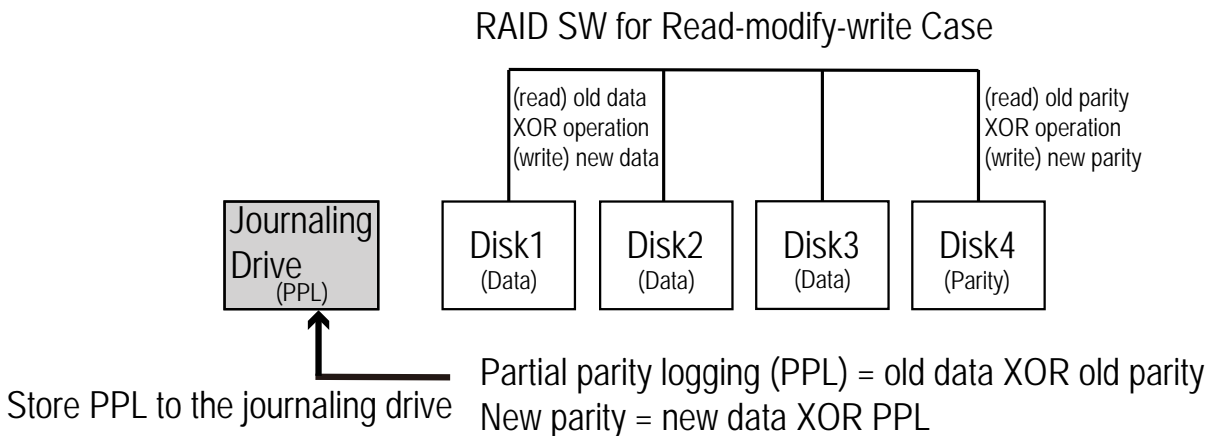 RAID SW for Read-modify-write Case
(read) old data
XOR operation
(write) new data
(read) old parity
XOR operation
(write) new parity
Journaling
Drive
(PPL)
Disk1
(Data)
Disk2
(Data)
Disk3
(Data)
Disk4
(Parity)
Store PPL to the journaling drive
Partial parity logging (PPL) = old data XOR old parity
New parity = new data XOR PPL